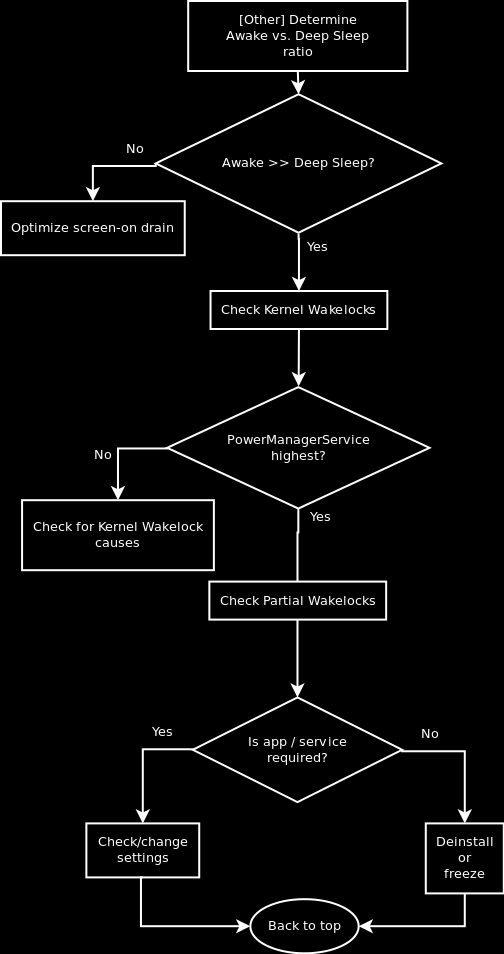 [Other] Determine
Awake vs. Deep Sleep
ratio
No
Awake >> Deep Sleep?
Optimize screen-on drain
Yes
Check Kernel Wakelocks
PowerManagerService
highest?
No
Yes
Check for Kernel Wakelock
causes
Check Partial Wakelocks
Yes
Is app / service
required?
No
Check/change
settings
Deinstall
or
freeze
Back to top